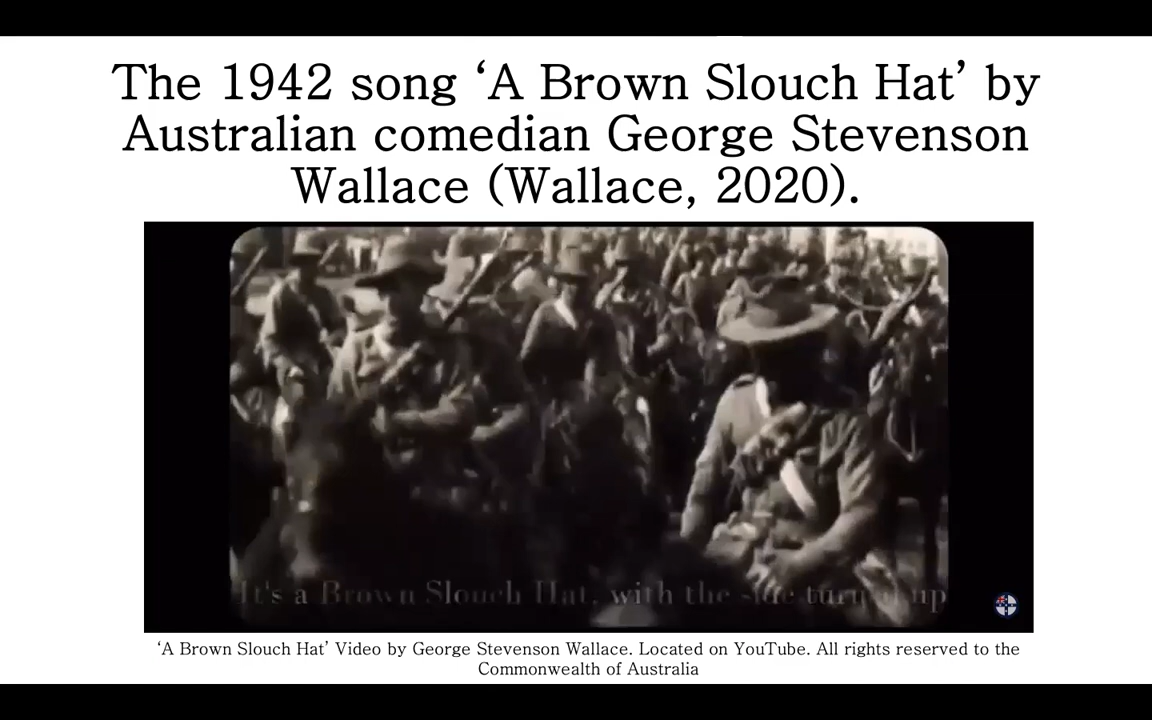 The 1942 song ‘A Brown Slouch Hat’ by
Australian comedian George Stevenson
Wallace (Wallace, 2020).
It's a Brown Slouch Hat, with the side turned up
‘A Brown Slouch Hat’ Video by George Stevenson Wallace. Located on YouTube. All rights reserved to the
Commonwealth of Australia